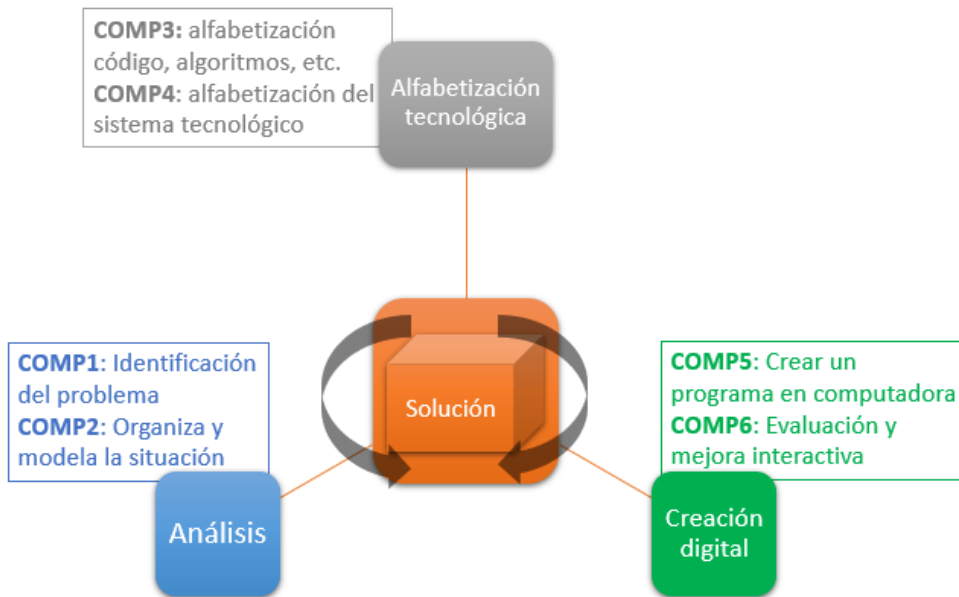 COMP3: alfabetización
código, algoritmos, etc.
COMP4: alfabetización del
sistema tecnológico
Alfabetización
tecnológica
Solución
COMP1: Identificación
del problema
COMP2: Organiza y
modela la situación
Análisis
COMP5: Crear un
programa en computadora
COMP6: Evaluación y
mejora interactiva
Creación
digital